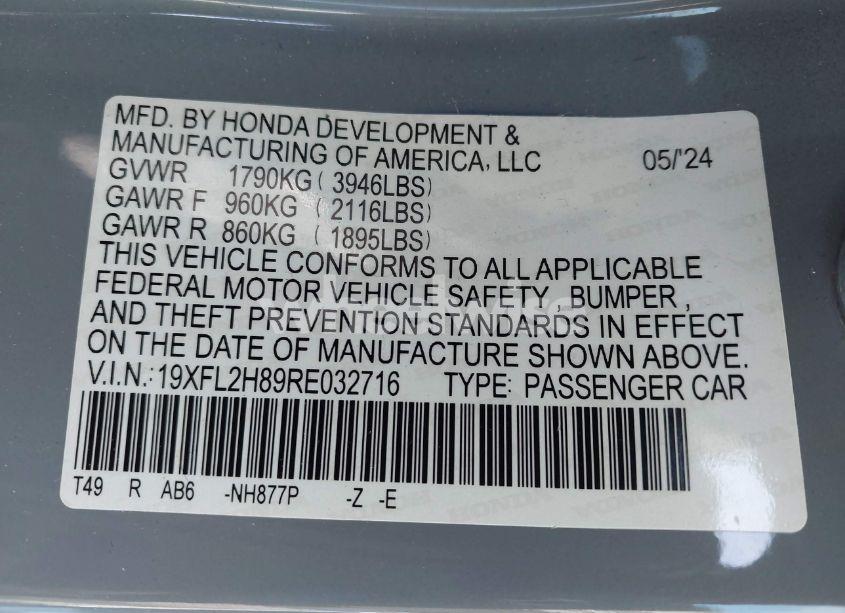 MFD. BY HONDA DEVELOPMENT &
MANUFACTURING OF AMERICA, LLC 05/'24
GVWR 1790KG ( 3946LBS)
GAWR F 960KG ( 2116LBS)
GAWR R 860KG ( 1895LBS)
THIS VEHICLE CONFORMS TO ALL APPLICABLE
FEDERAL MOTOR VEHICLE SAFETY , BUMPER ,
AND THEFT PREVENTION STANDARDS IN EFFECT
ON THE DATE OF MANUFACTURE SHOWN ABOVE.
V.I.N.:19XFL2H89RE032716 TYPE: PASSENGER CAR
T49 R AB6 -NH877P -Z -E